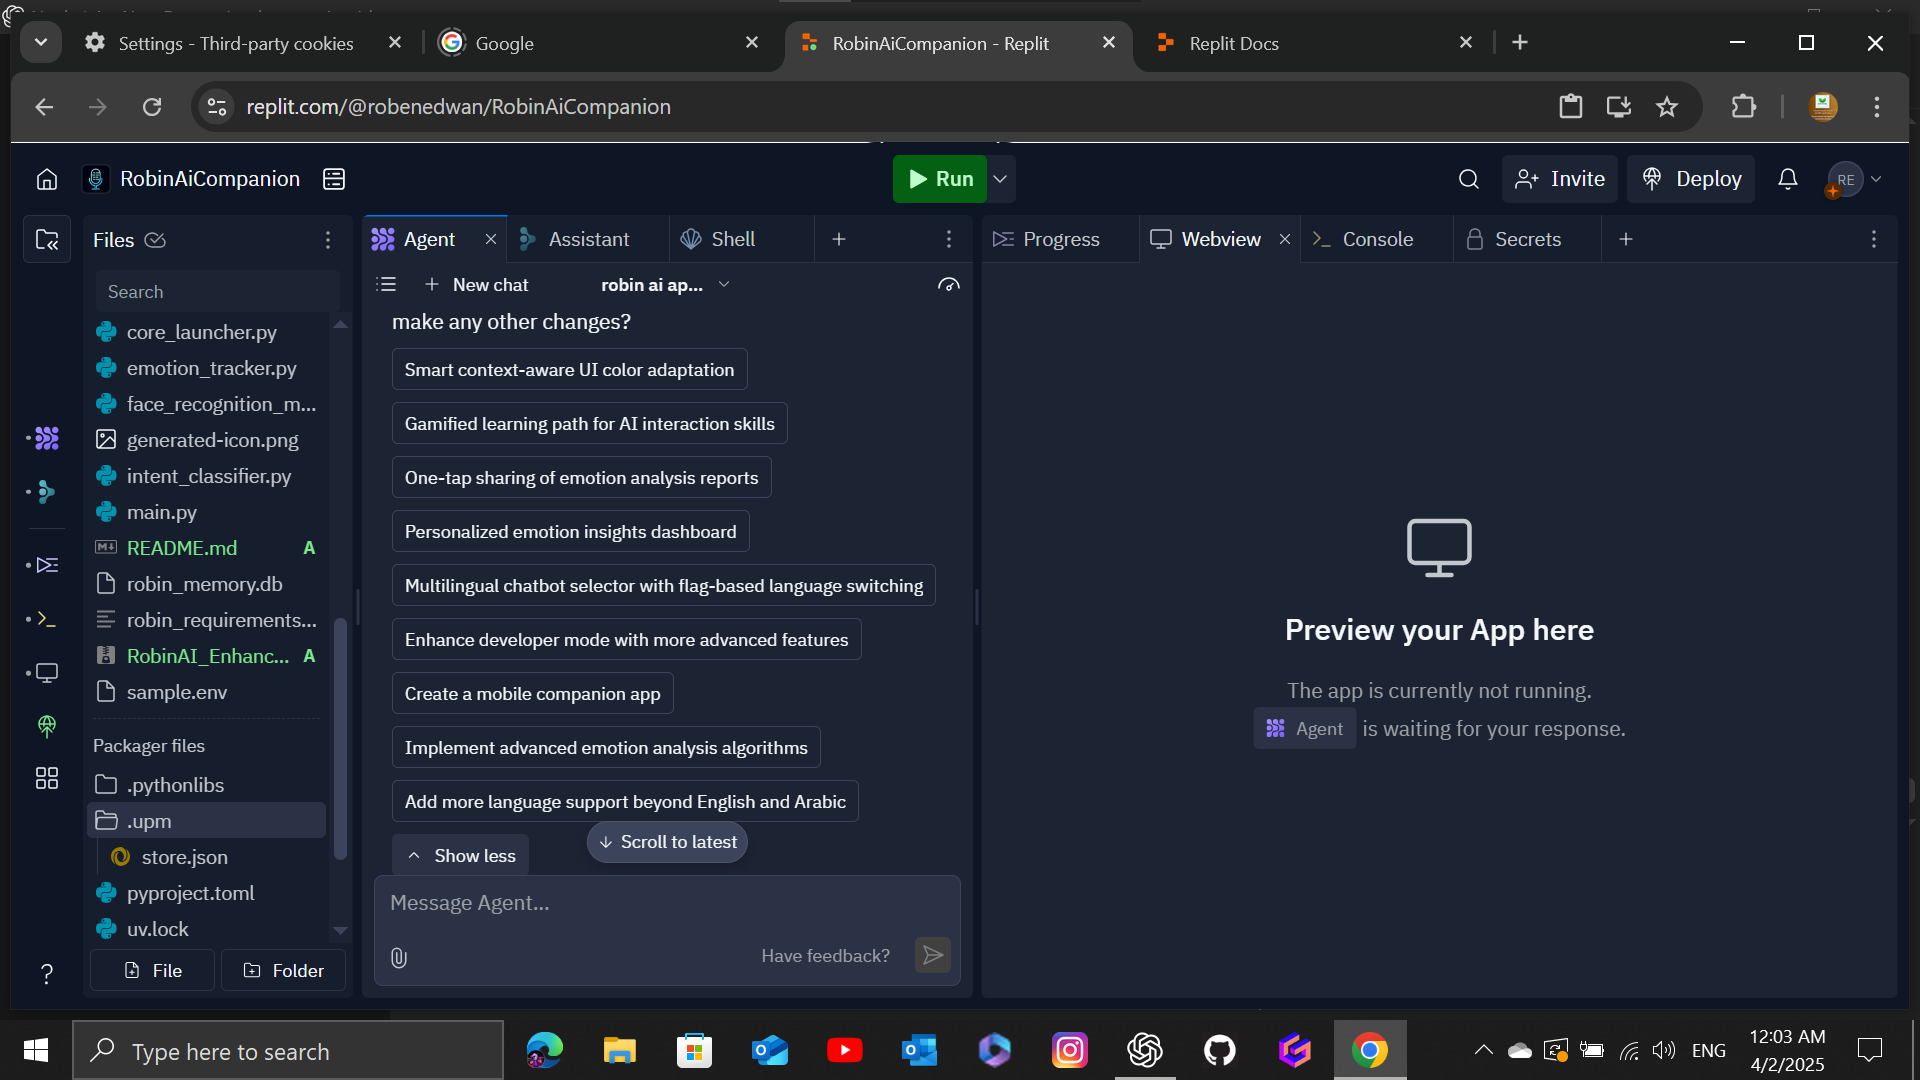 Settings - Third-party cookies
Google
RobinAiCompanion - Replit
Replit Docs
replit.com/@robenedwan/RobinAiCompanion
RobinAiCompanion
Run
Invite
Deploy
RE
Files
Search
core_launcher.py
emotion_tracker.py
face_recognition_m...
generated-icon.png
intent_classifier.py
main.py
README.md A
robin_memory.db
robin_requirements...
RobinAI_Enhanc... A
sample.env
Packager files
.pythonlibs
.upm
store.json
pyproject.toml
uv.lock
File
Folder
Agent
Assistant
Shell
New chat
robin ai ap...
make any other changes?
Smart context-aware UI color adaptation
Gamified learning path for AI interaction skills
One-tap sharing of emotion analysis reports
Personalized emotion insights dashboard
Multilingual chatbot selector with flag-based language switching
Enhance developer mode with more advanced features
Create a mobile companion app
Implement advanced emotion analysis algorithms
Add more language support beyond English and Arabic
Scroll to latest
Show less
Message Agent...
Have feedback?
Progress
Webview
Console
Secrets
Preview your App here
The app is currently not running.
Agent is waiting for your response.
Type here to search
ENG
12:03 AM
4/2/2025